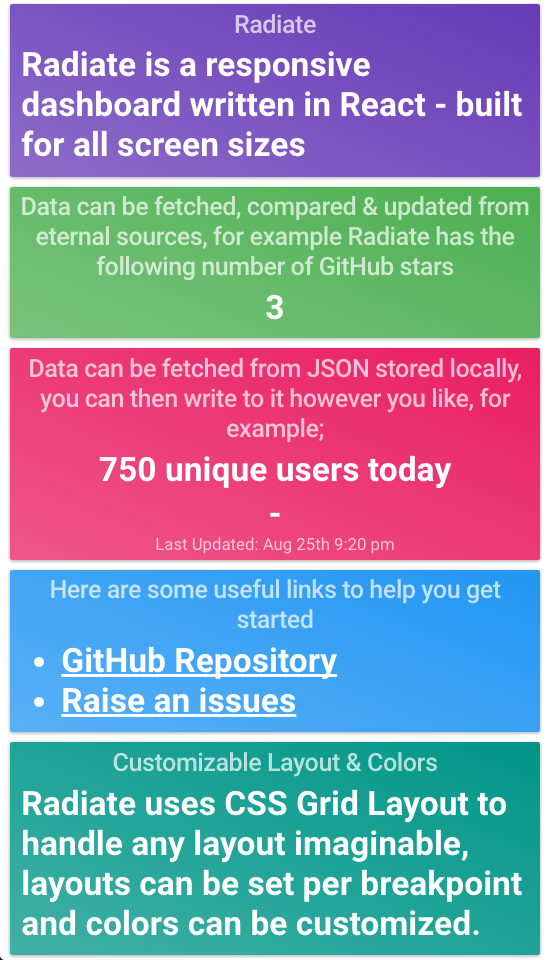 Radiate
Radiate is a responsive
dashboard written in React - built
for all screen sizes
Data can be fetched, compared & updated from
eternal sources, for example Radiate has the
following number of GitHub stars
3
Data can be fetched from JSON stored locally,
you can then write to it however you like, for
example;
750 unique users today
-
Last Updated: Aug 25th 9:20 pm
Here are some useful links to help you get
started
• GitHub Repository
• Raise an issues
Customizable Layout & Colors
Radiate uses CSS Grid Layout to
handle any layout imaginable,
layouts can be set per breakpoint
and colors can be customized.